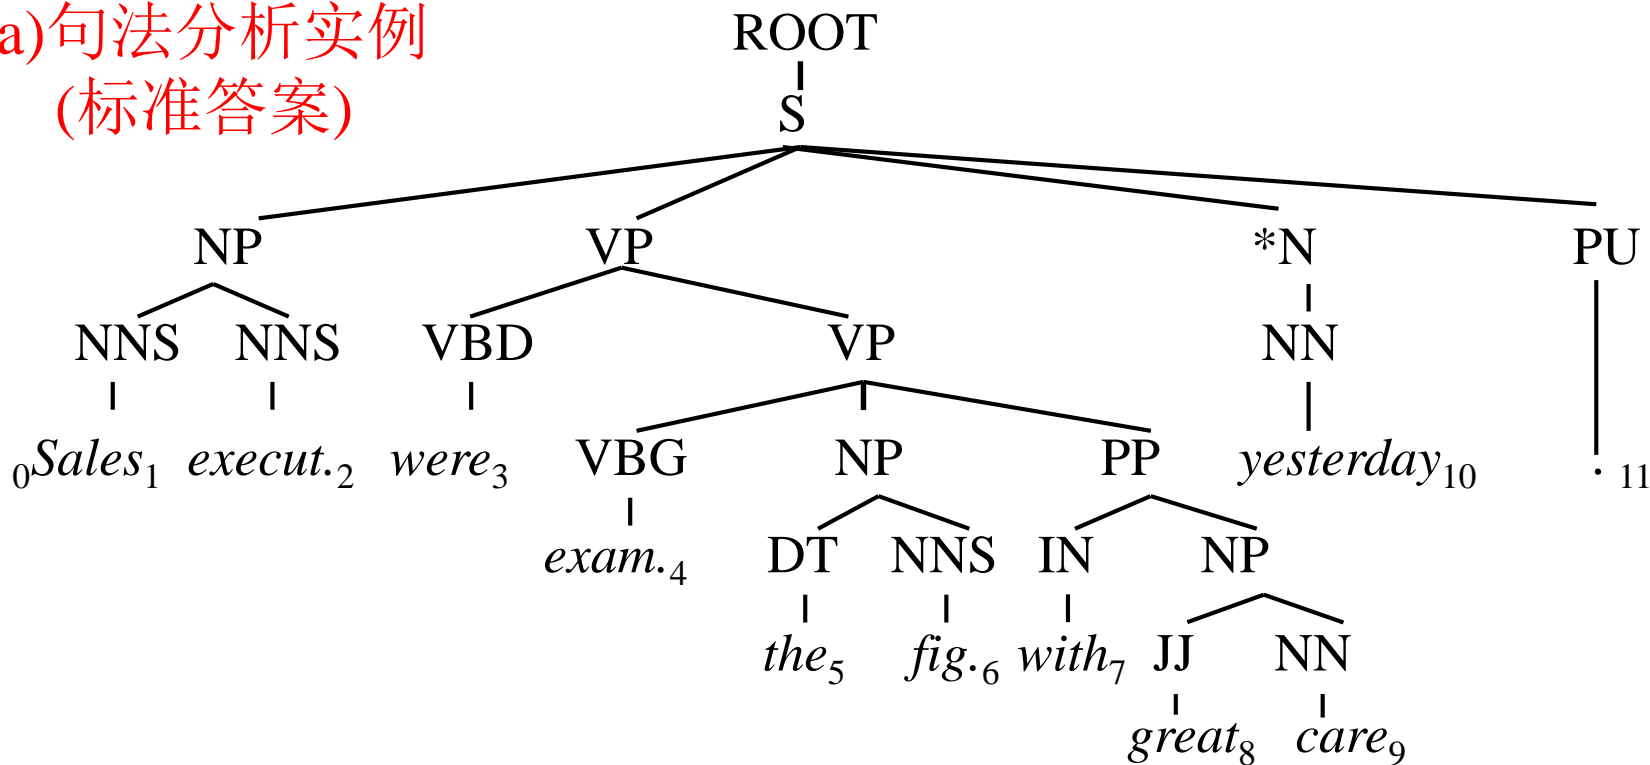 a)句法分析实例
(标准答案)
ROOT
S
NP VP *N PU
NNS NNS VBD VP NN
0Sales1 execut.2 were3 VBG NP PP yesterday10 . 11
exam.4 DT NNS IN NP
the5 fig.6 with7 JJ NN
great8 care9